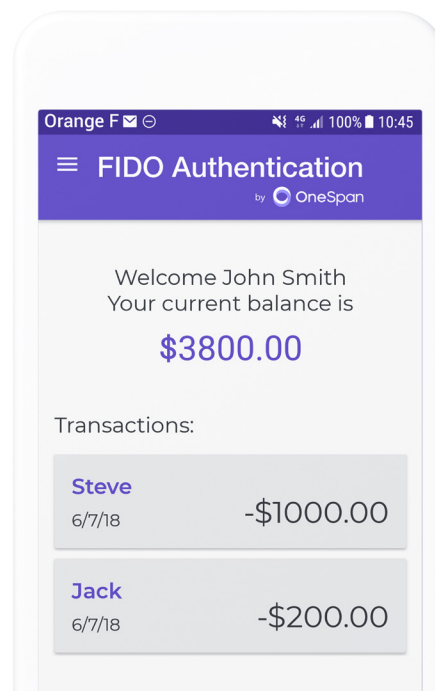 Orange F 4G 100% 10:45
FIDO Authentication
by OneSpan
Welcome John Smith
Your current balance is
$3800.00
Transactions:
Steve
6/7/18
-$1000.00
Jack
6/7/18
-$200.00